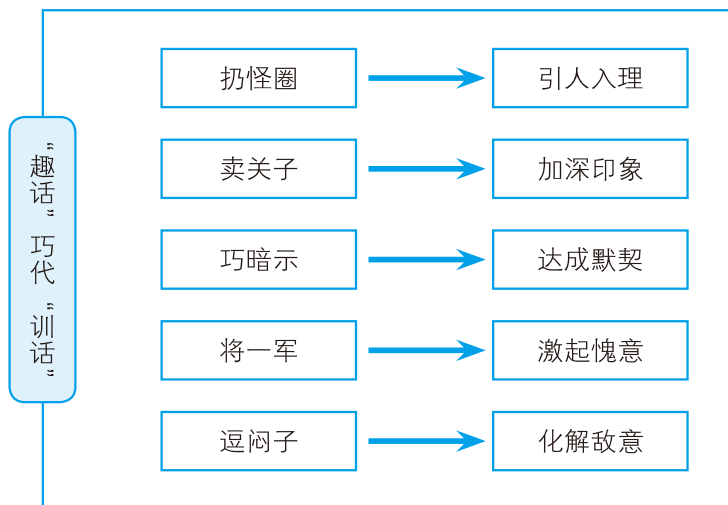 “趣话”巧代“训话”
扔怪圈 引人入理
卖关子 加深印象
巧暗示 达成默契
将一军 激起愧意
逗闷子 化解敌意